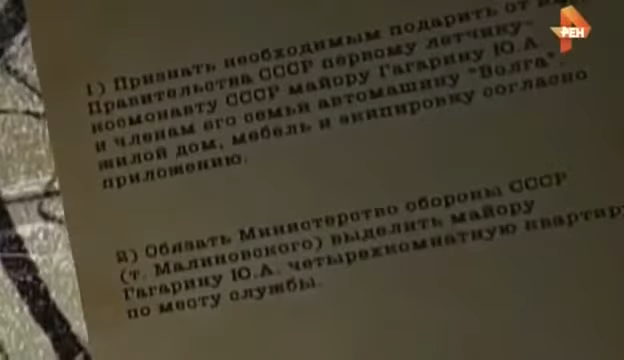 РЕН
1) Признать необходимым подарить от имени
Правительства СССР первому летчику-
космонавту СССР майору Гагарину Ю.А.
и членам его семьи автомашину "Волга",
жилой дом, мебель и экипировку согласно
приложению.
2) Обязать Министерство обороны СССР
(т. Малиновского) выделить майору
Гагарину Ю.А. четырехкомнатную квартиру
по месту службы.